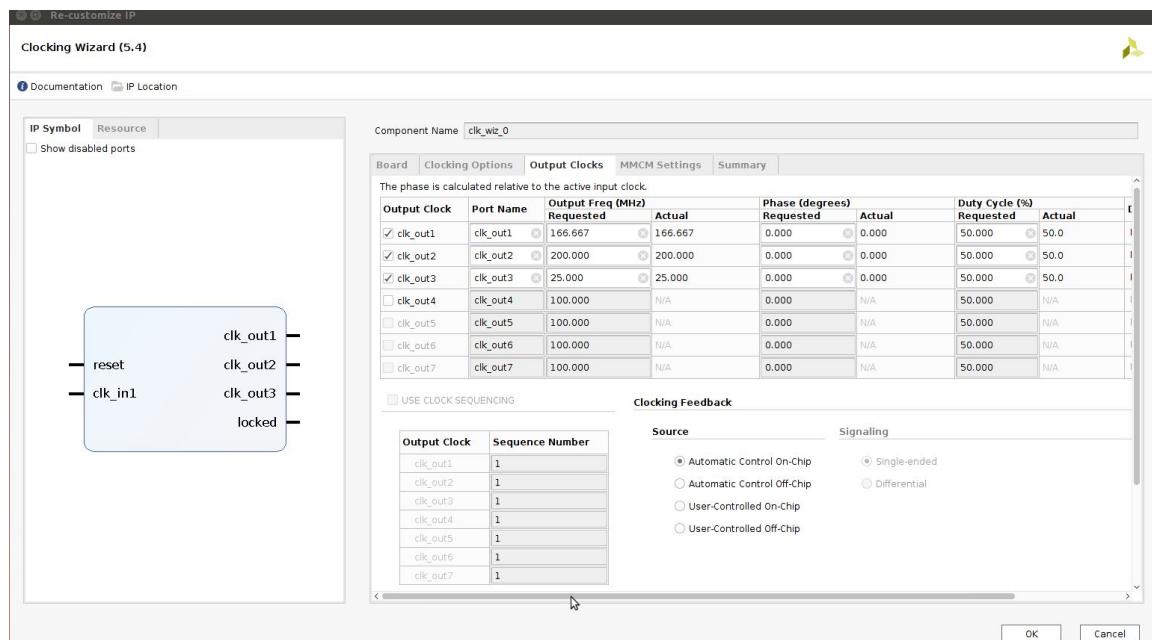 Re-customize IP
Clocking Wizard (5.4)
Documentation IP Location
IP Symbol Resource
Show disabled ports
reset
clk_in1
clk_out1
clk_out2
clk_out3
locked
Component Name clk_wiz_0
Board Clocking Options Output Clocks MMCM Settings Summary
The phase is calculated relative to the active input clock.
Output Clock Port Name Output Freq (MHz) Phase (degrees) Duty Cycle (%)
Requested Actual Requested Actual Requested Actual
clk_out1 clk_out1 166.667 166.667 0.000 0.000 50.000 50.0
clk_out2 clk_out2 200.000 200.000 0.000 0.000 50.000 50.0
clk_out3 clk_out3 25.000 25.000 0.000 0.000 50.000 50.0
clk_out4 clk_out4 100.000 N/A 0.000 N/A 50.000 N/A
clk_out5 clk_out5 100.000 N/A 0.000 N/A 50.000 N/A
clk_out6 clk_out6 100.000 N/A 0.000 N/A 50.000 N/A
clk_out7 clk_out7 100.000 N/A 0.000 N/A 50.000 N/A
USE CLOCK SEQUENCING
Output Clock Sequence Number
clk_out1 1
clk_out2 1
clk_out3 1
clk_out4 1
clk_out5 1
clk_out6 1
clk_out7 1
Clocking Feedback
Source Signaling
Automatic Control On-Chip Single-ended
Automatic Control Off-Chip Differential
User-Controlled On-Chip
User-Controlled Off-Chip
OK Cancel